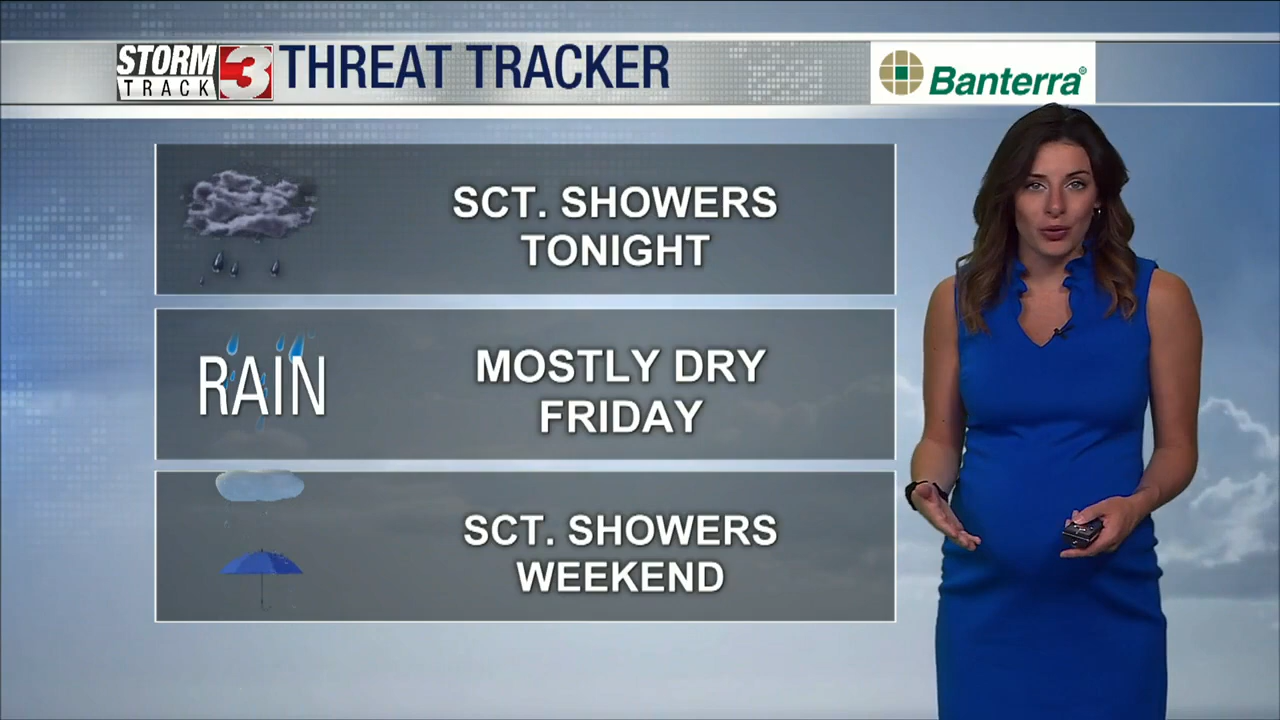 STORM
TRACK
3
THREAT TRACKER
Banterra®
SCT. SHOWERS
TONIGHT
RAIN
MOSTLY DRY
FRIDAY
SCT. SHOWERS
WEEKEND